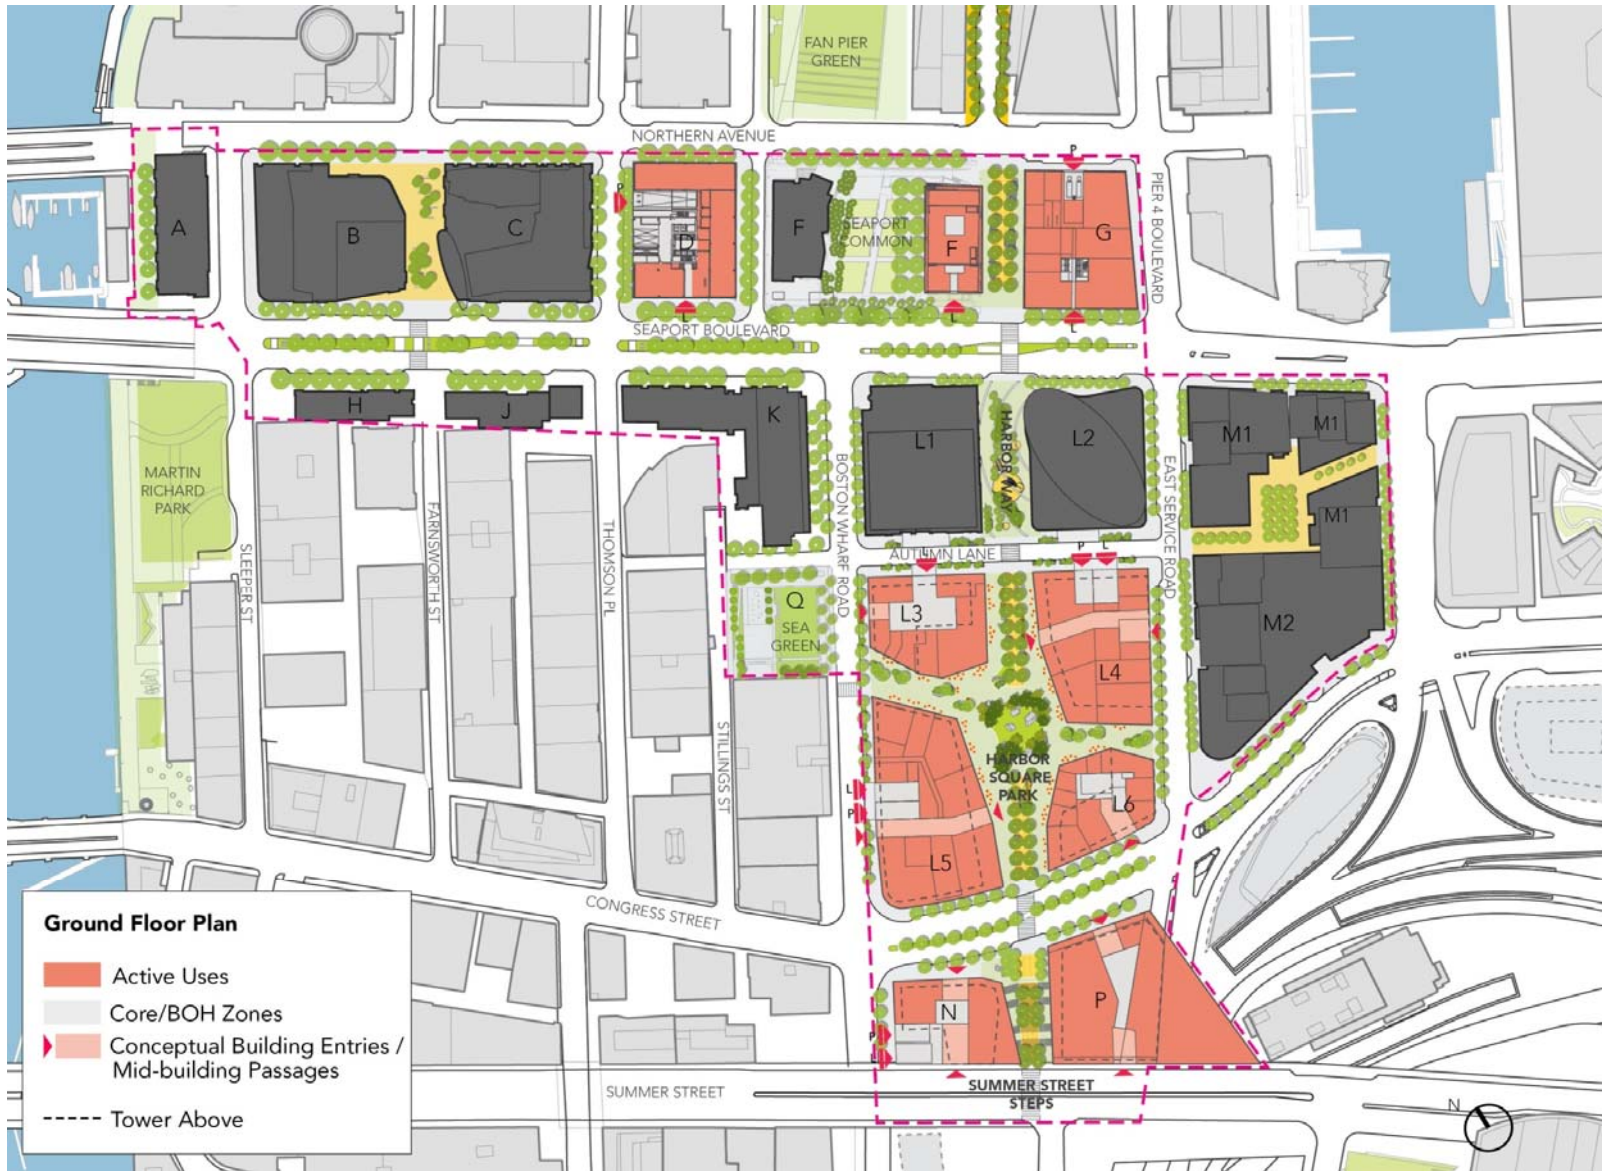 FAN PIER
GREEN
NORTHERN AVENUE
P
P
A
B
C
D
F
SEAPORT
COMMON
F
G
PIER 4 BOULEVARD
L
L
L
SEAPORT BOULEVARD
H
J
K
L1
HARBOR WAY
L2
M1
M1
M1
M2
MARTIN
RICHARD
PARK
SLEEPER ST
FARNSWORTH ST
THOMSON PL
STILLINGS ST
BOSTON WHARF ROAD
EAST SERVICE ROAD
AUTUMN LANE
L
P
L
Q
SEA
GREEN
L3
L4
HARBOR
SQUARE
PARK
L
P
L5
L6
CONGRESS STREET
N
P
P
L
SUMMER STREET
SUMMER STREET
STEPS
N
Ground Floor Plan
Active Uses
Core/BOH Zones
Conceptual Building Entries /
Mid-building Passages
Tower Above